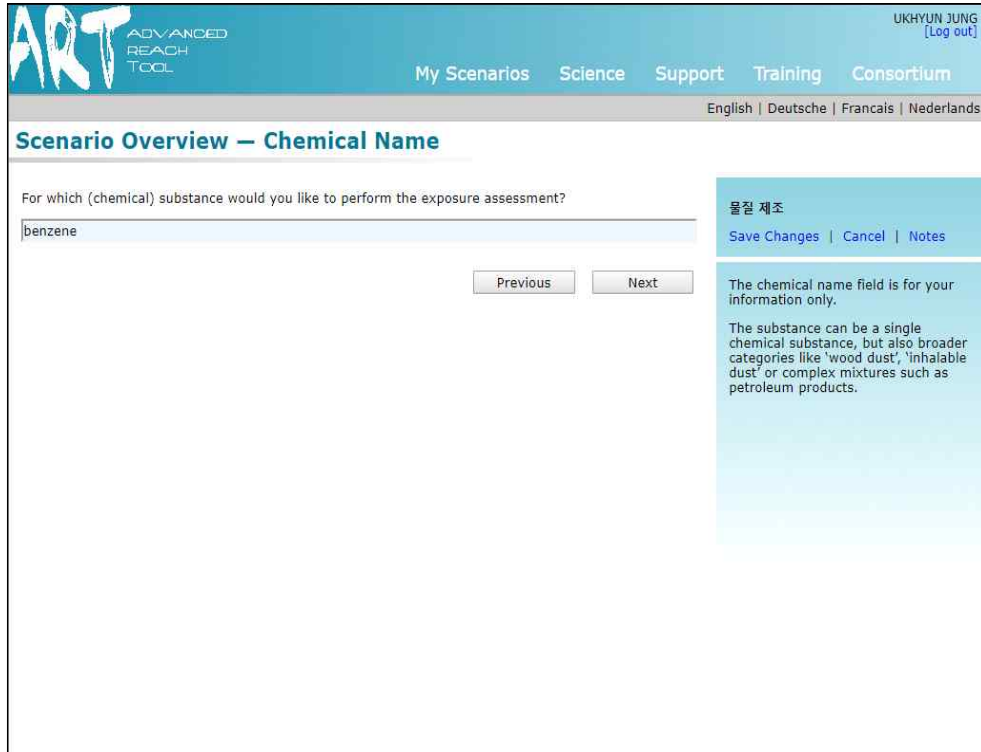 ART ADVANCED
REACH
TOOL
UKHYUN JUNG
[Log out]
My Scenarios Science Support Training Consortium
English | Deutsche | Francais | Nederlands
Scenario Overview — Chemical Name
For which (chemical) substance would you like to perform the exposure assessment?
benzene
Previous Next
물질 제조
Save Changes | Cancel | Notes
The chemical name field is for your
information only.
The substance can be a single
chemical substance, but also broader
categories like 'wood dust', 'inhalable
dust' or complex mixtures such as
petroleum products.